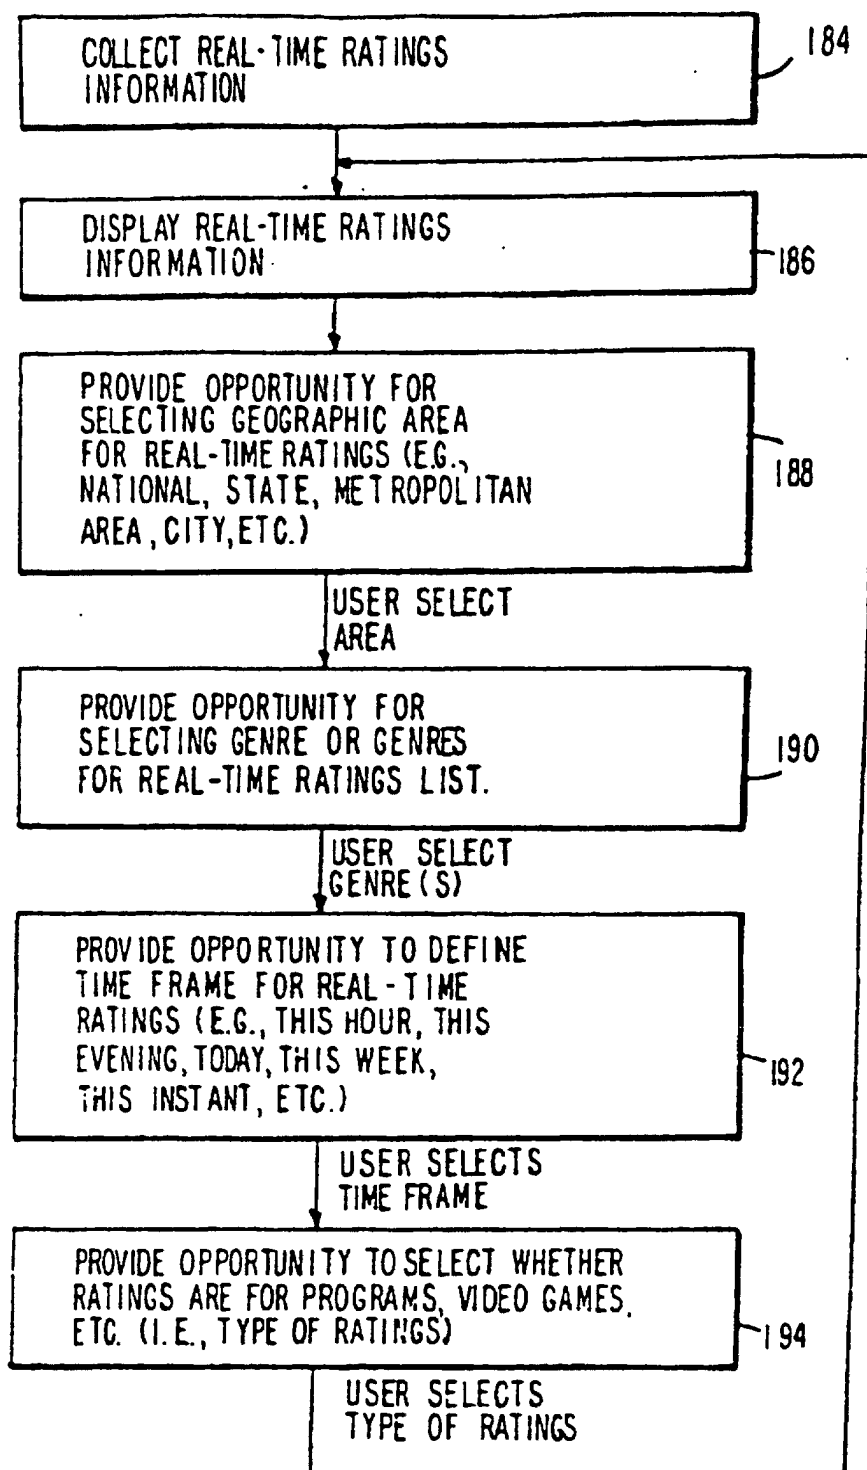 COLLECT REAL-TIME RATINGS
INFORMATION
184
DISPLAY REAL-TIME RATINGS
INFORMATION
186
PROVIDE OPPORTUNITY FOR
SELECTING GEOGRAPHIC AREA
FOR REAL-TIME RATINGS (E.G.,
NATIONAL, STATE, METROPOLITAN
AREA, CITY, ETC.)
188
USER SELECT
AREA
PROVIDE OPPORTUNITY FOR
SELECTING GENRE OR GENRES
FOR REAL-TIME RATINGS LIST.
190
USER SELECT
GENRE(S)
PROVIDE OPPORTUNITY TO DEFINE
TIME FRAME FOR REAL-TIME
RATINGS (E.G., THIS HOUR, THIS
EVENING, TODAY, THIS WEEK,
THIS INSTANT, ETC.)
192
USER SELECTS
TIME FRAME
PROVIDE OPPORTUNITY TO SELECT WHETHER
RATINGS ARE FOR PROGRAMS, VIDEO GAMES,
ETC. (I.E., TYPE OF RATINGS)
194
USER SELECTS
TYPE OF RATINGS